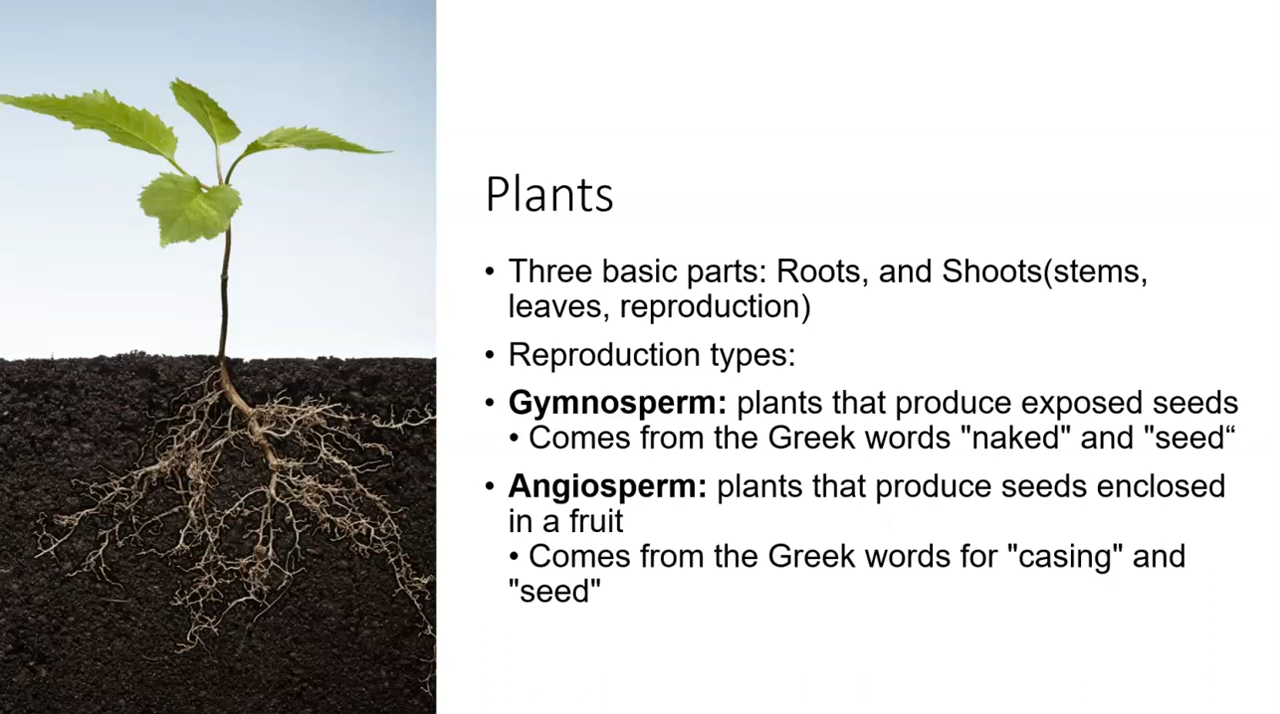 Plants
• Three basic parts: Roots, and Shoots(stems,
leaves, reproduction)
• Reproduction types:
• Gymnosperm: plants that produce exposed seeds
• Comes from the Greek words "naked" and "seed“
• Angiosperm: plants that produce seeds enclosed
in a fruit
• Comes from the Greek words for "casing" and
"seed"